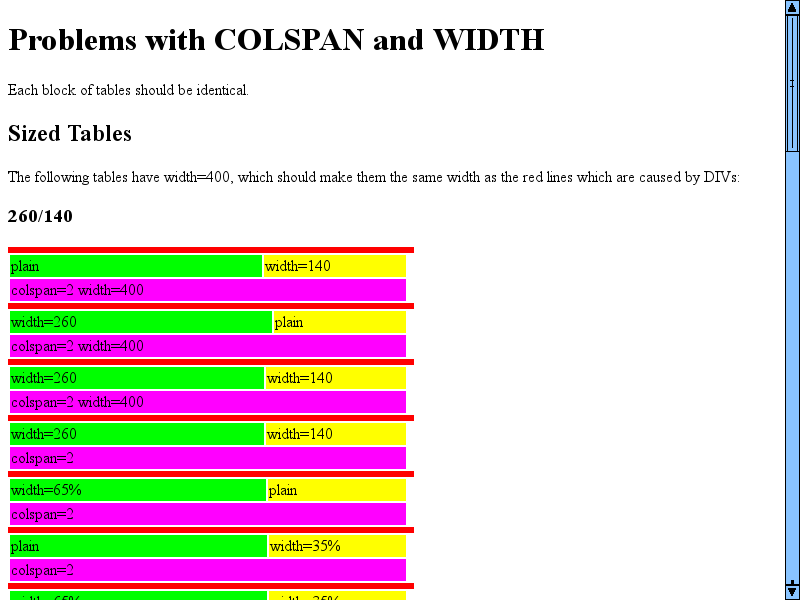 Problems with COLSPAN and WIDTH
Each block of tables should be identical.
Sized Tables
The following tables have width=400, which should make them the same width as the red lines which are caused by DIVs:
260/140
plain width=140
colspan=2 width=400
width=260 plain
colspan=2 width=400
width=260 width=140
colspan=2 width=400
width=260 width=140
colspan=2
width=65% plain
colspan=2
plain width=35%
colspan=2